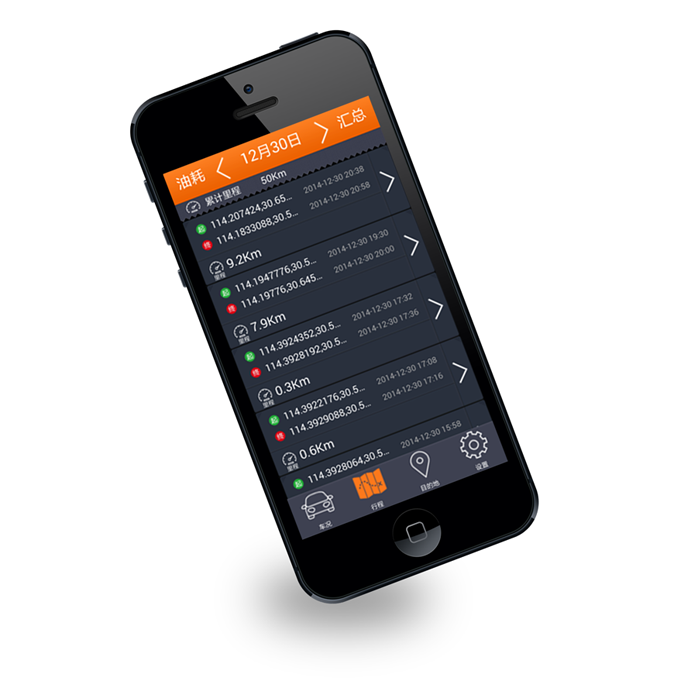 油耗 < 12月30日 > 汇总
累计里程 50Km
起 114.207424,30.65... 2014-12-30 20:38
终 114.1833088,30.5... 2014-12-30 20:58
里程 9.2Km
起 114.1947776,30.5... 2014-12-30 19:30
终 114.19776,30.645... 2014-12-30 20:00
里程 7.9Km
起 114.3924352,30.5... 2014-12-30 17:32
终 114.3928192,30.5... 2014-12-30 17:36
里程 0.3Km
起 114.3922176,30.5... 2014-12-30 17:08
终 114.3929088,30.5... 2014-12-30 17:16
里程 0.6Km
起 114.3928064,30.5... 2014-12-30 15:58
车况 行程 目的地 设置